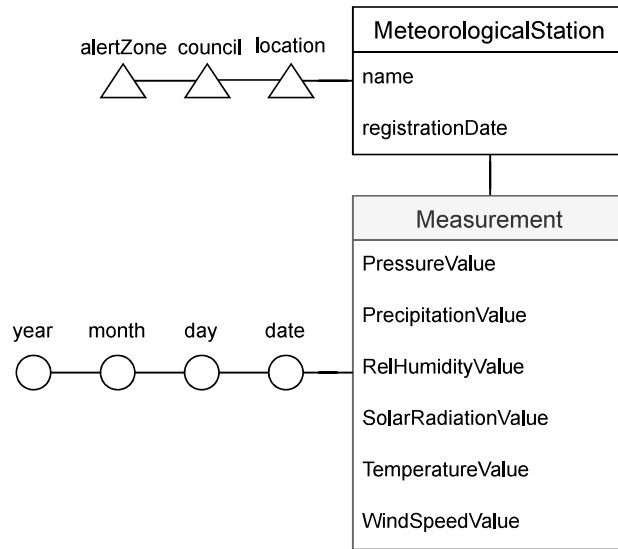 MeteorologicalStation
alertZone council location
name
registrationDate
Measurement
PressureValue
PrecipitationValue
year month day date
RelHumidityValue
SolarRadiationValue
TemperatureValue
WindSpeedValue